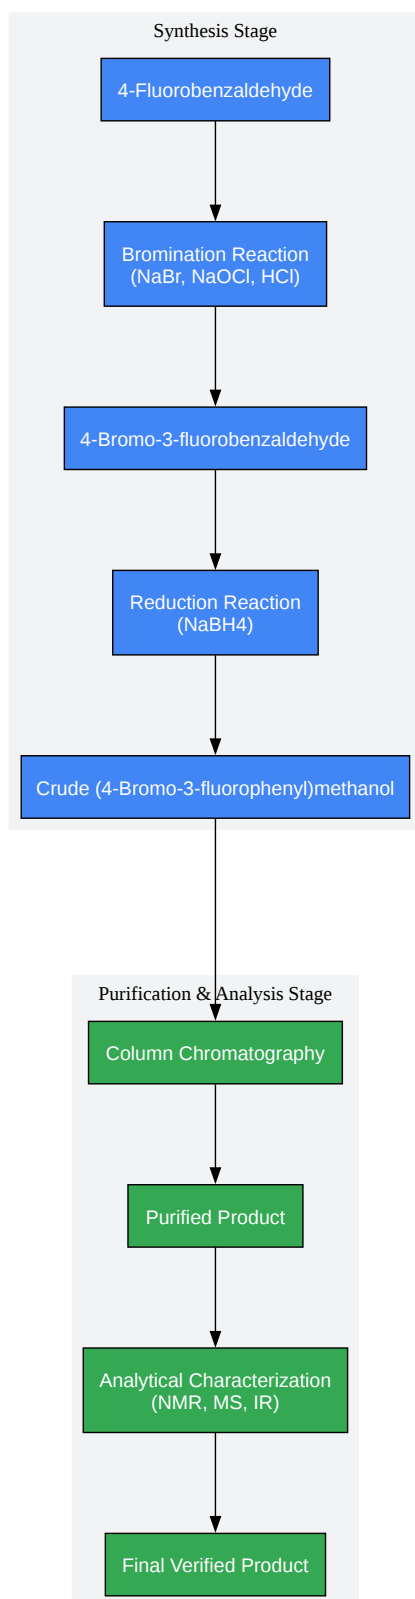 Synthesis Stage
4-Fluorobenzaldehyde
Bromination Reaction
(NaBr, NaOCl, HCl)
4-Bromo-3-fluorobenzaldehyde
Reduction Reaction
(NaBH4)
Crude (4-Bromo-3-fluorophenyl)methanol
Purification & Analysis Stage
Column Chromatography
Purified Product
Analytical Characterization
(NMR, MS, IR)
Final Verified Product